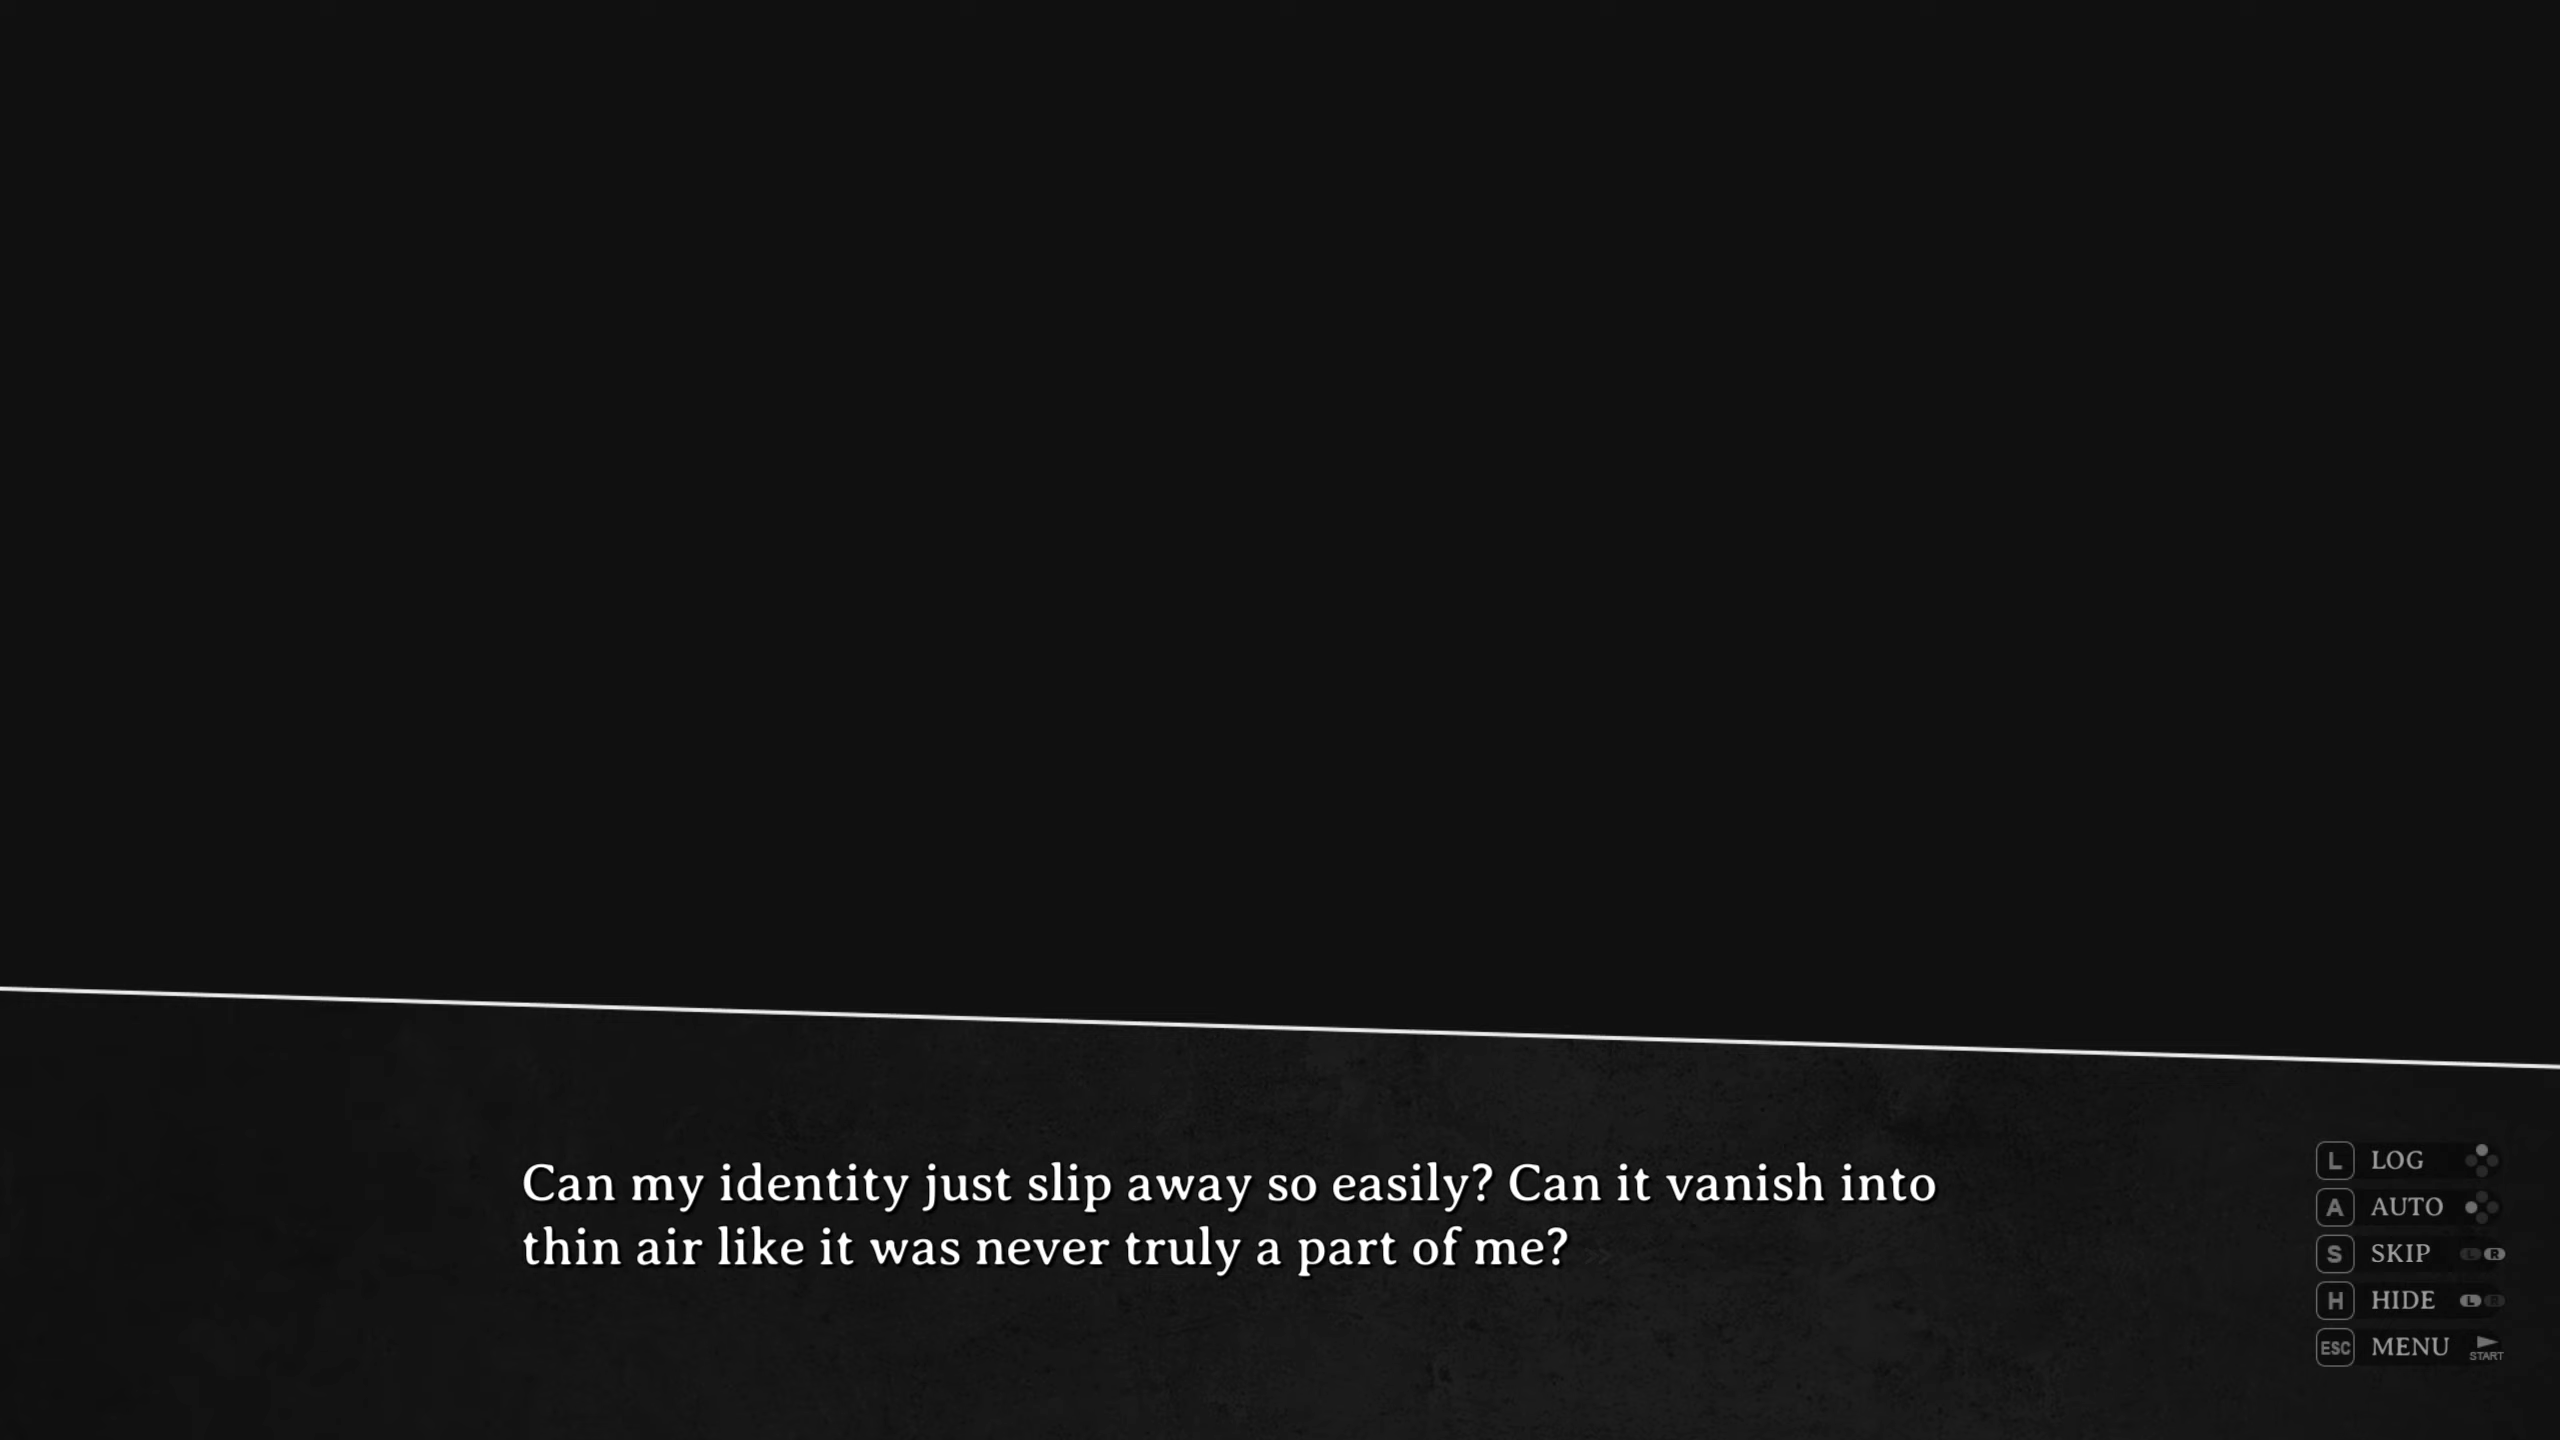 Can my identity just slip away so easily? Can it vanish into
thin air like it was never truly a part of me?
L LOG
A AUTO
S SKIP L R
H HIDE L R
ESC MENU START